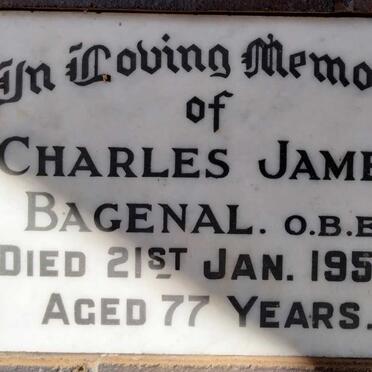 In Loving Memo
of
CHARLES JAME
BAGENAL. O.B.E
DIED 21ST JAN. 195
AGED 77 YEARS.